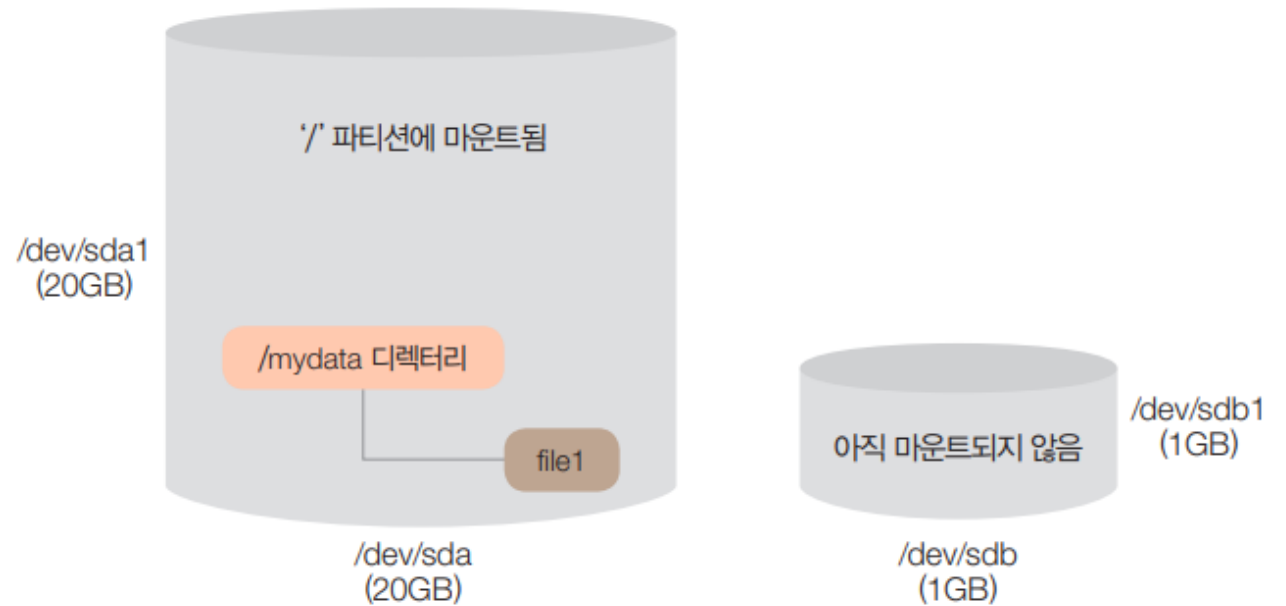 ‘/’ 파티션에 마운트됨
/dev/sda1
(20GB)
/mydata 디렉터리
file1
/dev/sda
(20GB)
아직 마운트되지 않음
/dev/sdb1
(1GB)
/dev/sdb
(1GB)